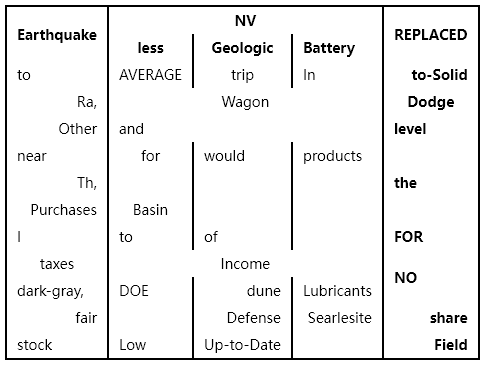 Earthquake NV REPLACED
less Geologic Battery
to AVERAGE trip In to-Solid
Ra, Wagon Dodge
Other and level
near for would products
Th, the
Purchases Basin
I to of FOR
taxes Income
NO
dark-gray, DOE dune Lubricants
fair Defense Searlesite share
stock Low Up-to-Date Field